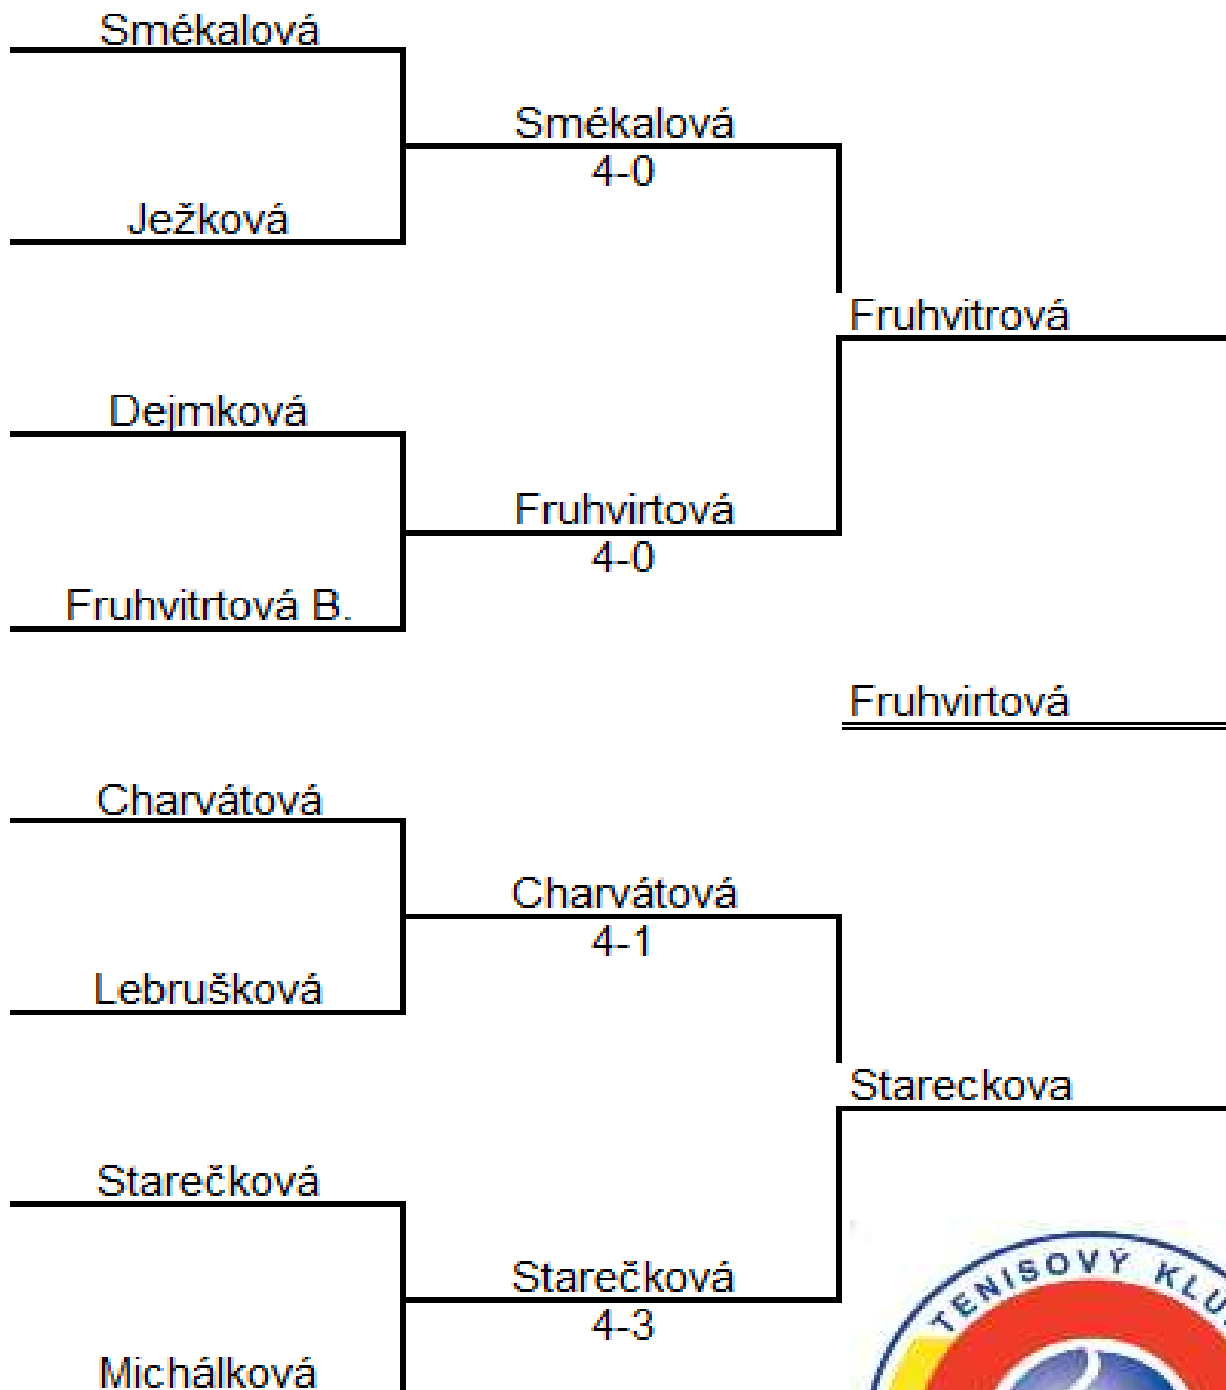 Smékalová
Smékalová
4-0
Ježková
Fruhvitrová
Dejmková
Fruhvirtová
4-0
Fruhvitrtová B.
Fruhvirtová
Charvátová
Charvátová
4-1
Lebrušková
Stareckova
Starečková
Starečková
4-3
Michálková
TENISOVÝ KLU